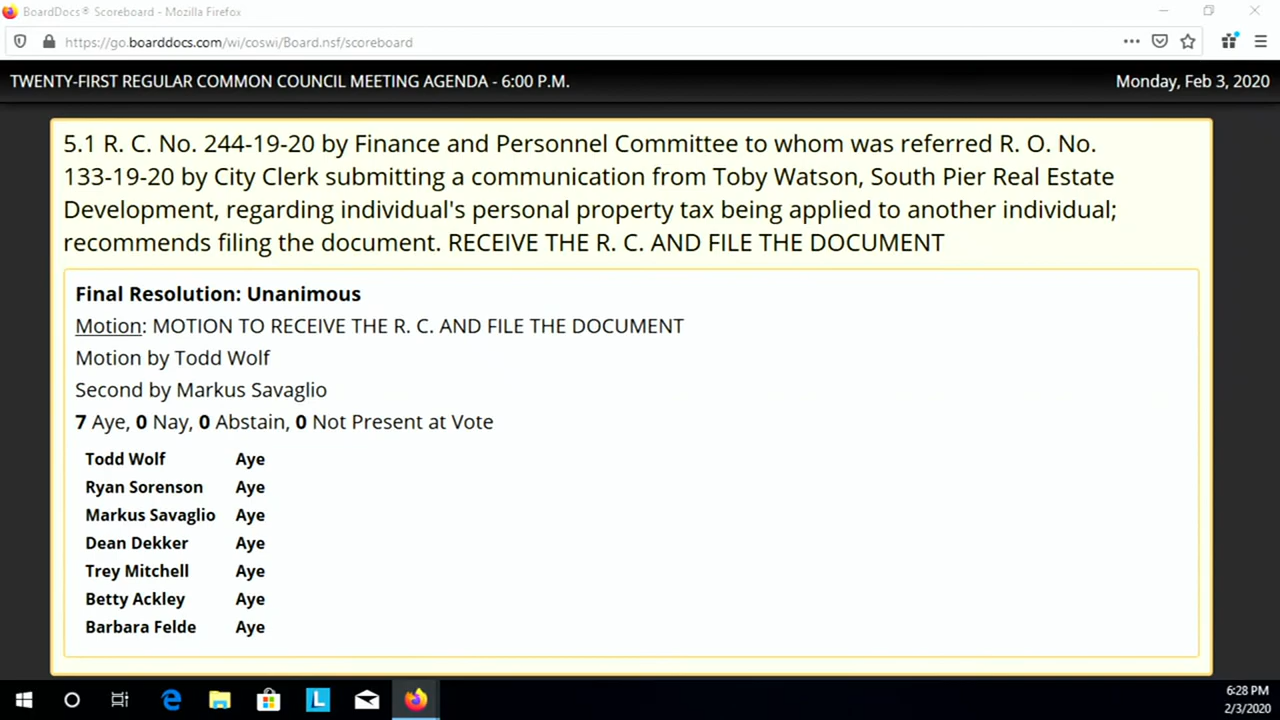 BoardDocs® Scoreboard - Mozilla Firefox
https://go.boarddocs.com/wi/coswi/Board.nsf/scoreboard
TWENTY-FIRST REGULAR COMMON COUNCIL MEETING AGENDA - 6:00 P.M. Monday, Feb 3, 2020
5.1 R. C. No. 244-19-20 by Finance and Personnel Committee to whom was referred R. O. No.
133-19-20 by City Clerk submitting a communication from Toby Watson, South Pier Real Estate
Development, regarding individual's personal property tax being applied to another individual;
recommends filing the document. RECEIVE THE R. C. AND FILE THE DOCUMENT
Final Resolution: Unanimous
Motion: MOTION TO RECEIVE THE R. C. AND FILE THE DOCUMENT
Motion by Todd Wolf
Second by Markus Savaglio
7 Aye, 0 Nay, 0 Abstain, 0 Not Present at Vote
Todd Wolf Aye
Ryan Sorenson Aye
Markus Savaglio Aye
Dean Dekker Aye
Trey Mitchell Aye
Betty Ackley Aye
Barbara Felde Aye
L
6:28 PM
2/3/2020